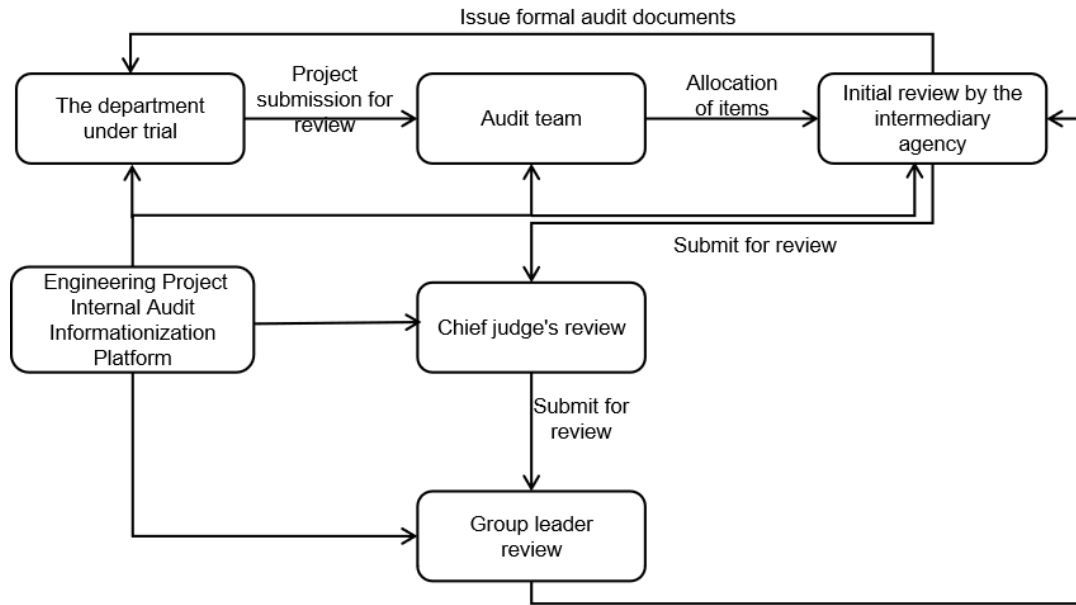 Issue formal audit documents
The department
under trial
Project
submission for
review
Audit team
Allocation
of items
Initial review by the
intermediary
agency
Submit for review
Engineering Project
Internal Audit
Informationization
Platform
Chief judge's review
Submit for
review
Group leader
review